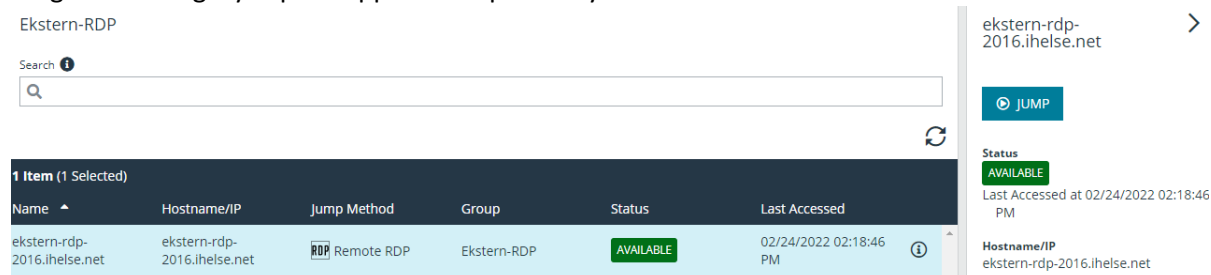 Ekstern-RDP
Search
1 Item (1 Selected)
Name Hostname/IP Jump Method Group Status Last Accessed
ekstern-rdp-
2016.ihelse.net
ekstern-rdp-
2016.ihelse.net
RDP Remote RDP
Ekstern-RDP
AVAILABLE
02/24/2022 02:18:46
PM
ekstern-rdp-
2016.ihelse.net
JUMP
Status
AVAILABLE
Last Accessed at 02/24/2022 02:18:46
PM
Hostname/IP
ekstern-rdp-2016.ihelse.net